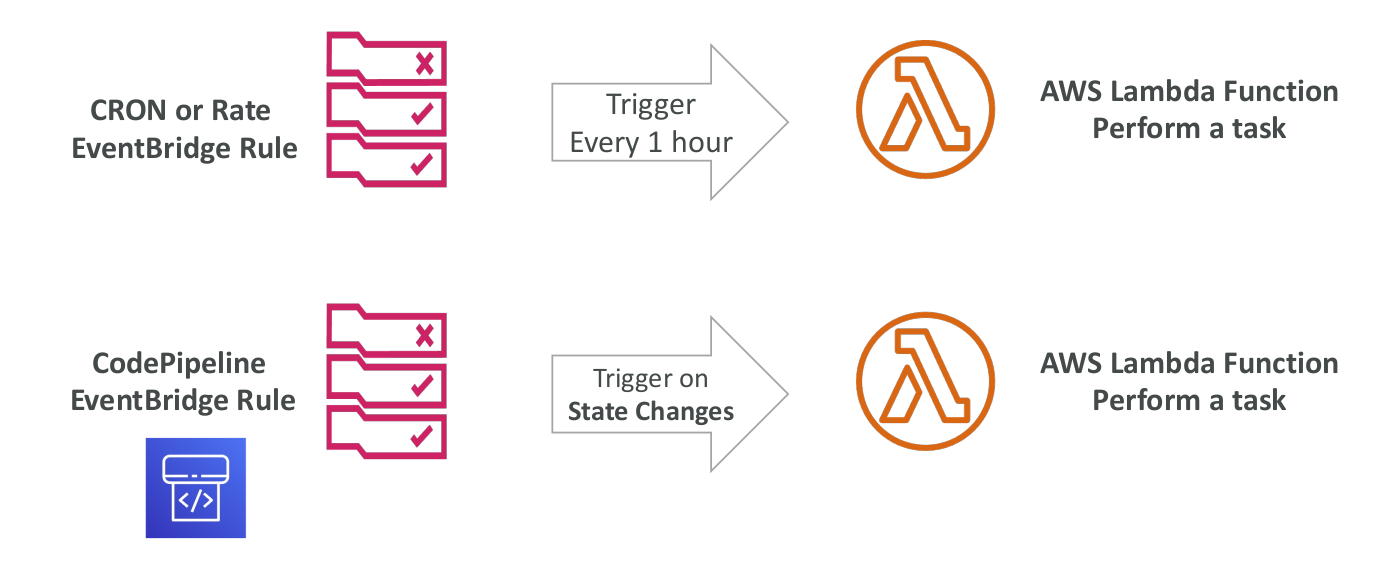 CRON or Rate
EventBridge Rule
Trigger
Every 1 hour
AWS Lambda Function
Perform a task
CodePipeline
EventBridge Rule
</>
Trigger on
State Changes
AWS Lambda Function
Perform a task